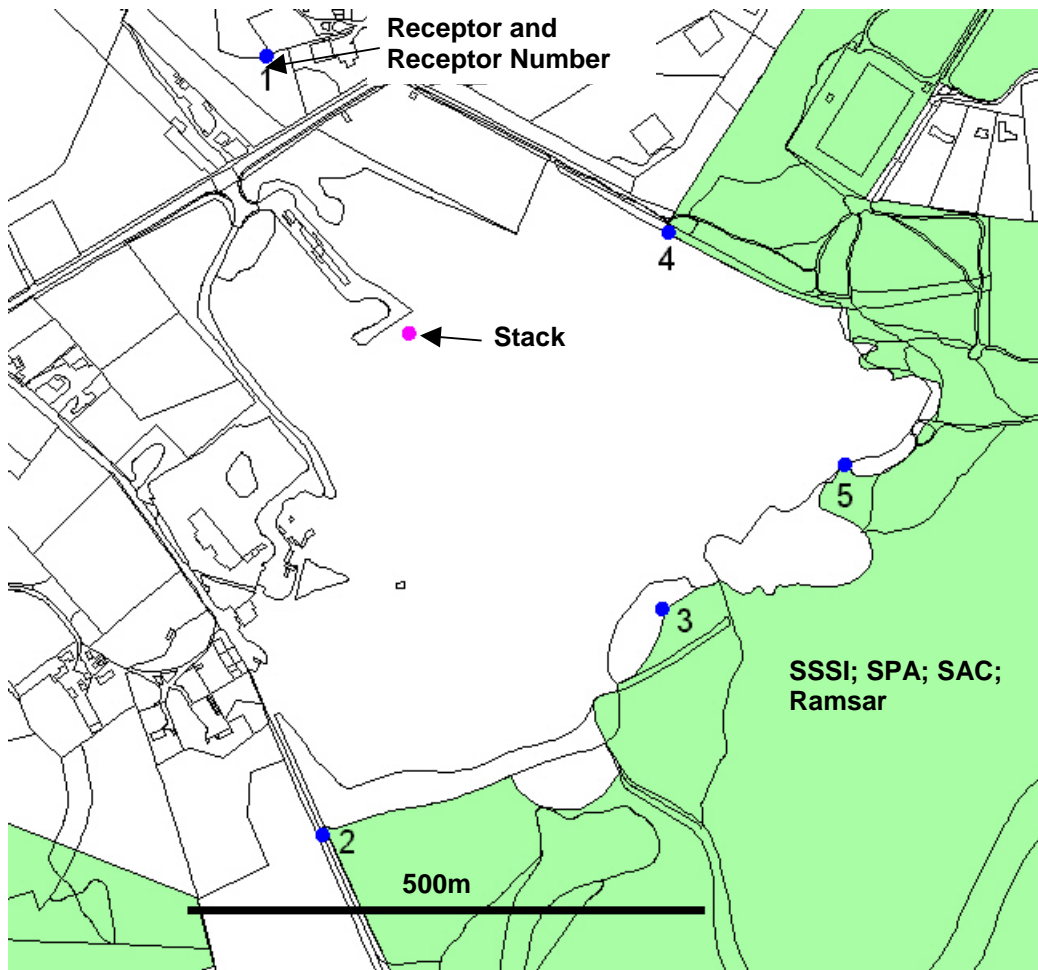 Receptor and
Receptor Number
1
4
Stack
5
3
SSSI; SPA; SAC;
Ramsar
2
500m